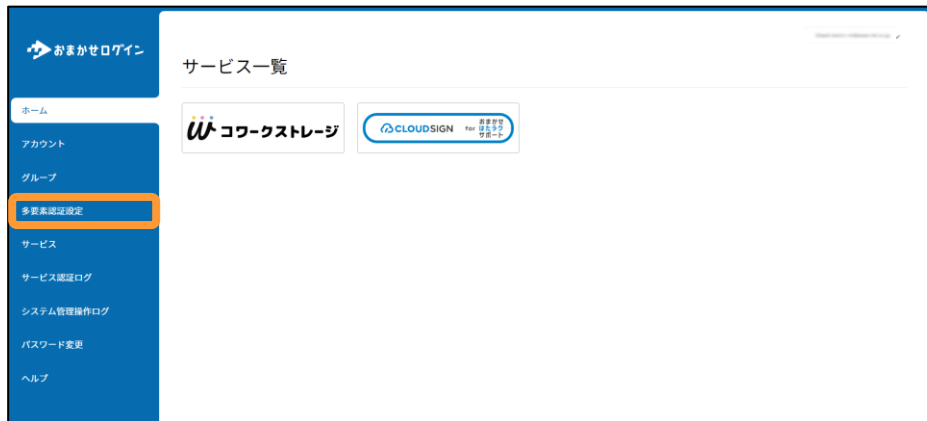 おまかせログイン
サービス一覧
ホーム
アカウント
グループ
多要素認証設定
サービス
サービス認証ログ
システム管理操作ログ
パスワード変更
ヘルプ
コワークストレージ
CLOUDSIGN for おまかせ
はたラク
サポート